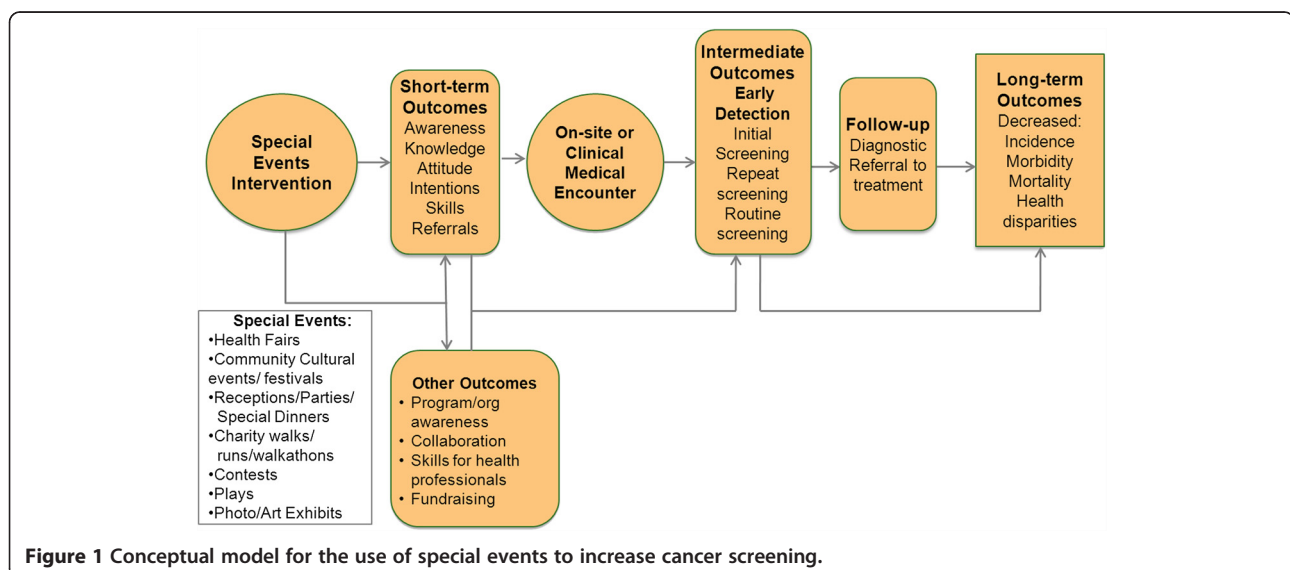 Special
Events
Intervention
Short-term
Outcomes
Awareness
Knowledge
Attitude
Intentions
Skills
Referrals
On-site or
Clinical
Medical
Encounter
Intermediate
Outcomes
Early
Detection
Initial
Screening
Repeat
screening
Routine
screening
Follow-up
Diagnostic
Referral to
treatment
Long-term
Outcomes
Decreased:
Incidence
Morbidity
Mortality
Health
disparities
Special Events:
•Health Fairs
•Community Cultural
events/ festivals
•Receptions/Parties/
Special Dinners
•Charity walks/
runs/walkathons
•Contests
•Plays
•Photo/Art Exhibits
Other Outcomes
• Program/org
awareness
• Collaboration
• Skills for health
professionals
• Fundraising
Figure 1 Conceptual model for the use of special events to increase cancer screening.